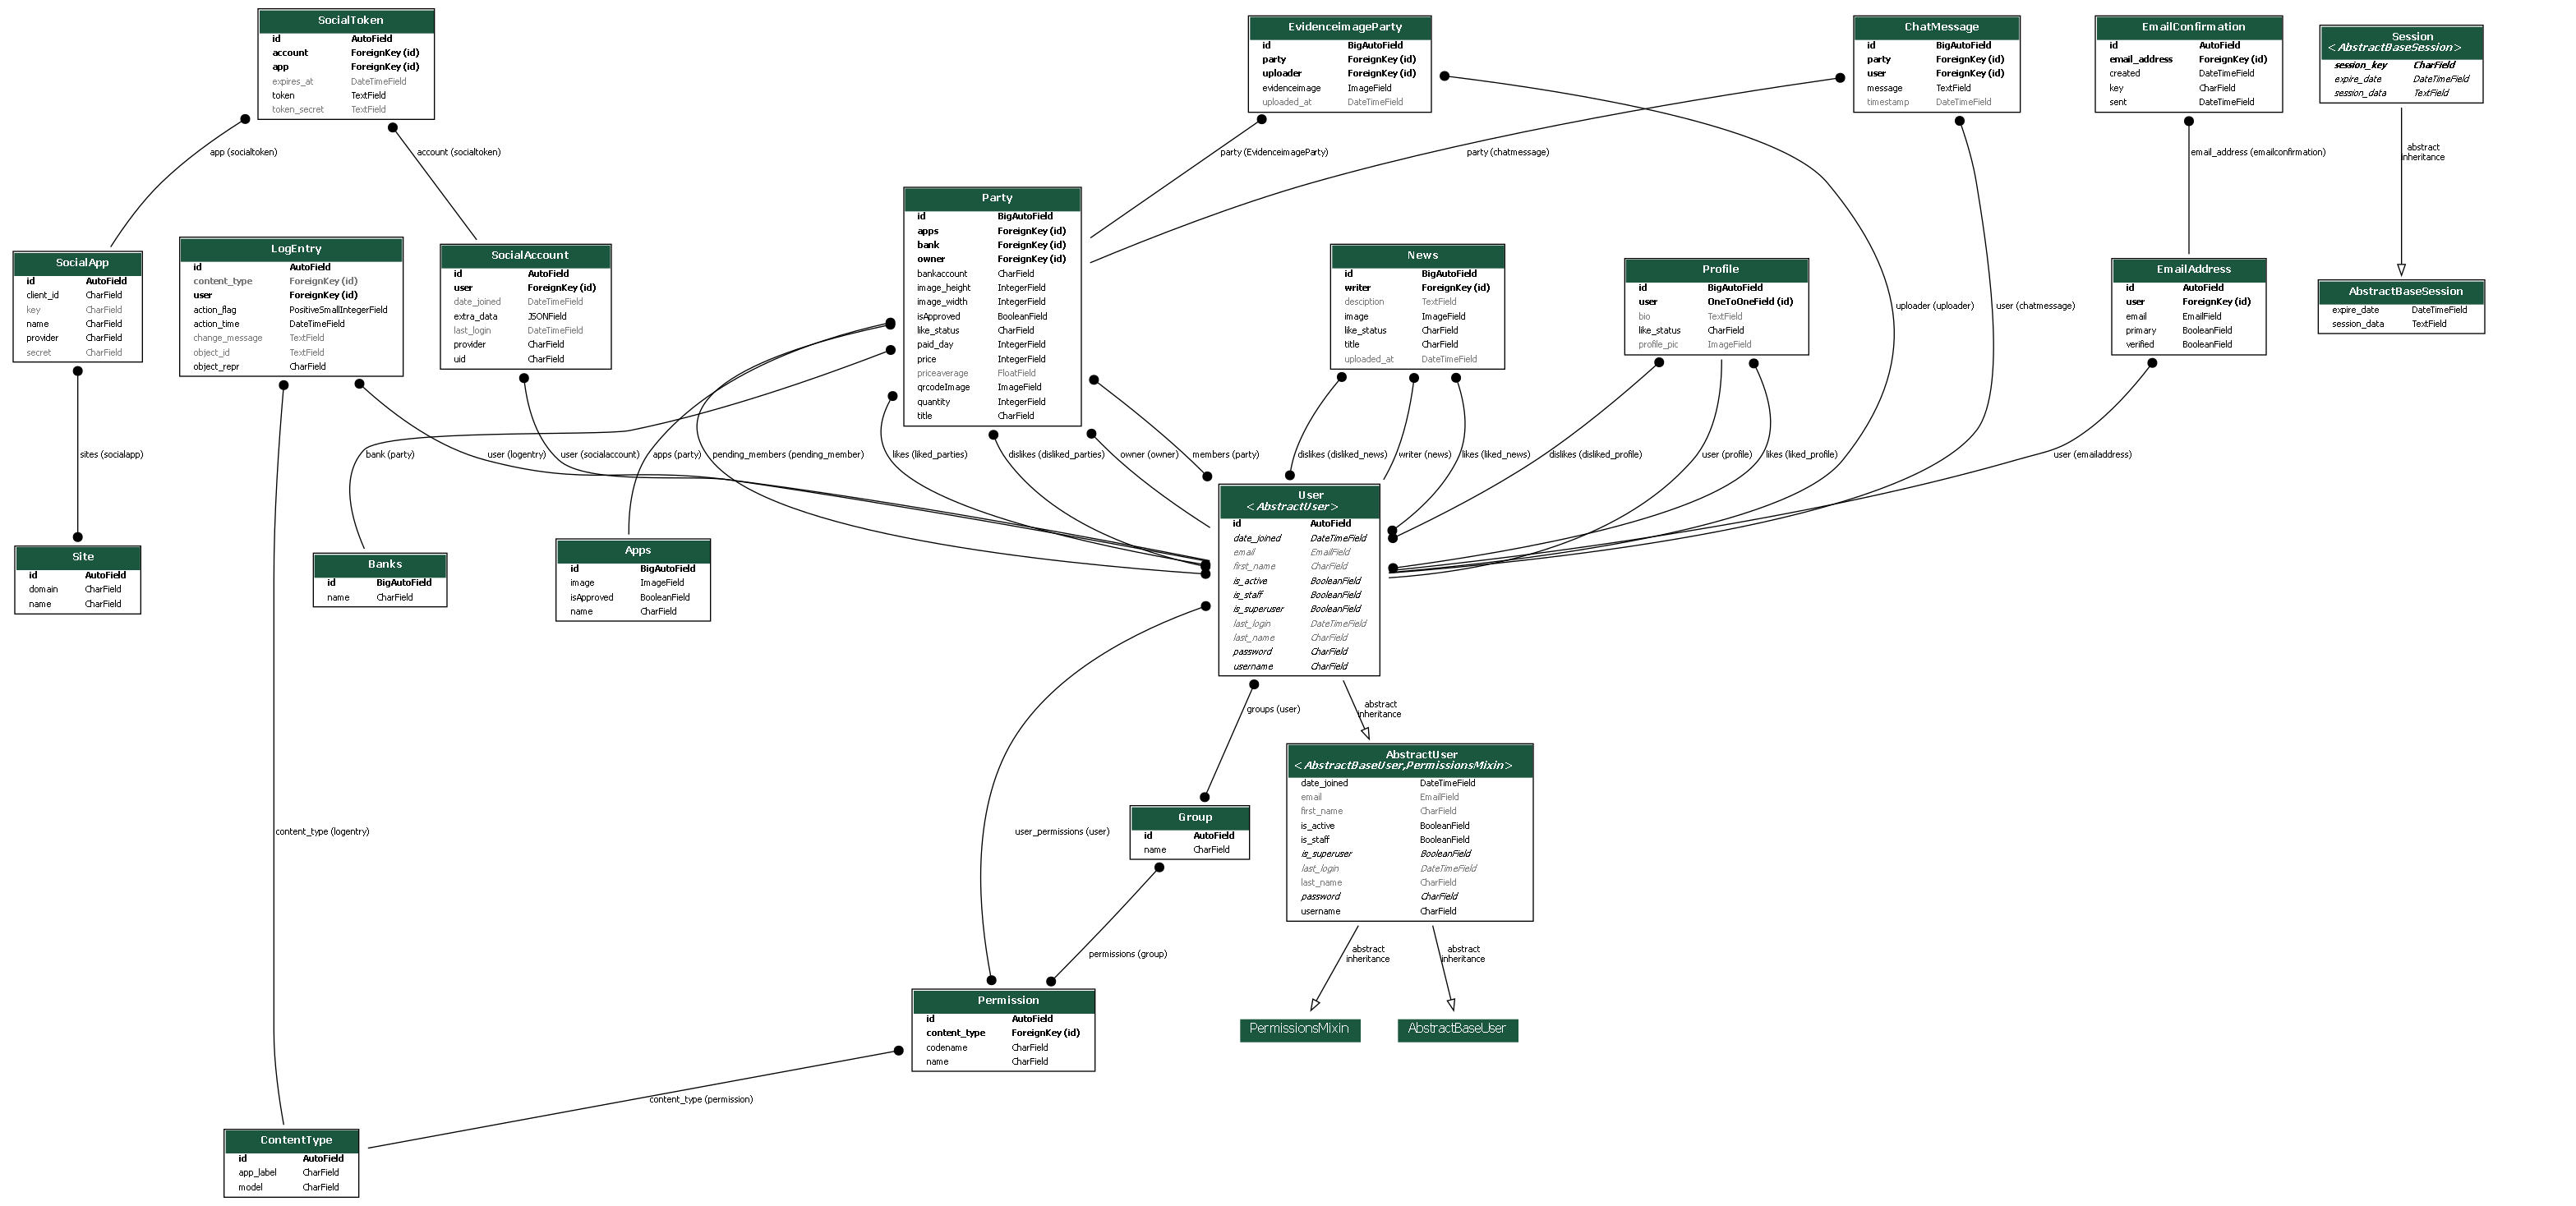 SocialToken
id AutoField
account ForeignKey (id)
app ForeignKey (id)
expires_at DateTimeField
token TextField
token_secret TextField
EvidenceimageParty
id BigAutoField
party ForeignKey (id)
uploader ForeignKey (id)
evidenceimage ImageField
uploaded_at DateTimeField
ChatMessage
id BigAutoField
party ForeignKey (id)
user ForeignKey (id)
message TextField
timestamp DateTimeField
EmailConfirmation
id AutoField
email_address ForeignKey (id)
created DateTimeField
key CharField
sent DateTimeField
Session
<AbstractBaseSession>
session_key CharField
expire_date DateTimeField
session_data TextField
app (socialtoken)
account (socialtoken)
party (EvidenceimageParty)
party (chatmessage)
email_address (emailconfirmation)
abstract
inheritance
SocialApp
id AutoField
client_id CharField
key CharField
name CharField
provider CharField
secret CharField
LogEntry
id AutoField
content_type ForeignKey (id)
user ForeignKey (id)
action_flag PositiveSmallIntegerField
action_time DateTimeField
change_message TextField
object_id TextField
object_repr CharField
SocialAccount
id AutoField
user ForeignKey (id)
date_joined DateTimeField
extra_data JSONField
last_login DateTimeField
provider CharField
uid CharField
Party
id BigAutoField
apps ForeignKey (id)
bank ForeignKey (id)
owner ForeignKey (id)
bankaccount CharField
image_height IntegerField
image_width IntegerField
isApproved BooleanField
like_status CharField
paid_day IntegerField
price IntegerField
priceaverage FloatField
qrcodeImage ImageField
quantity IntegerField
title CharField
News
id BigAutoField
writer ForeignKey (id)
desciption TextField
image ImageField
like_status CharField
title CharField
uploaded_at DateTimeField
Profile
id BigAutoField
user OneToOneField (id)
bio TextField
like_status CharField
profile_pic ImageField
uploader (uploader)
user (chatmessage)
EmailAddress
id AutoField
user ForeignKey (id)
email EmailField
primary BooleanField
verified BooleanField
AbstractBaseSession
expire_date DateTimeField
session_data TextField
sites (socialapp)
bank (party)
user (logentry)
user (socialaccount)
apps (party)
pending_members (pending_member)
likes (liked_parties)
dislikes (disliked_parties)
owner (owner)
members (party)
dislikes (disliked_news)
writer (news)
likes (liked_news)
dislikes (disliked_profile)
user (profile)
likes (liked_profile)
user (emailaddress)
Site
id AutoField
domain CharField
name CharField
Banks
id BigAutoField
name CharField
Apps
id BigAutoField
image ImageField
isApproved BooleanField
name CharField
User
<AbstractUser>
id AutoField
date_joined DateTimeField
email EmailField
first_name CharField
is_active BooleanField
is_staff BooleanField
is_superuser BooleanField
last_login DateTimeField
last_name CharField
password CharField
username CharField
groups (user)
abstract
inheritance
content_type (logentry)
user_permissions (user)
Group
id AutoField
name CharField
AbstractUser
<AbstractBaseUser,PermissionsMixin>
date_joined DateTimeField
email EmailField
first_name CharField
is_active BooleanField
is_staff BooleanField
is_superuser BooleanField
last_login DateTimeField
last_name CharField
password CharField
username CharField
permissions (group)
abstract
inheritance
abstract
inheritance
Permission
id AutoField
content_type ForeignKey (id)
codename CharField
name CharField
PermissionsMixin
AbstractBaseUser
content_type (permission)
ContentType
id AutoField
app_label CharField
model CharField